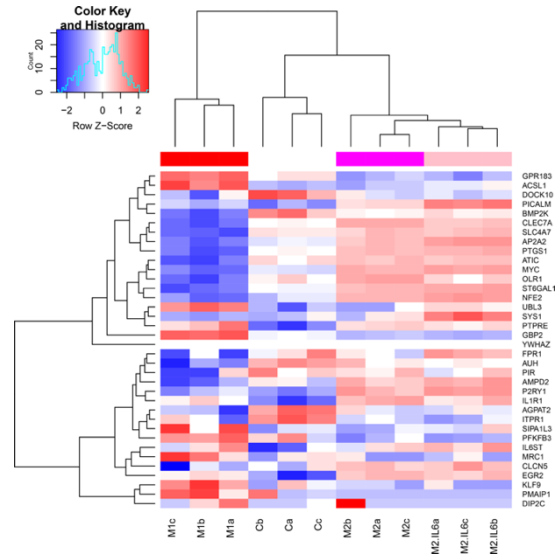 Color Key
and Histogram
Count
0 10 20
-2 -1 0 1 2
Row Z-Score
GPR183
ACSL1
DOCK10
PICALM
BMP2K
CLEC7A
SLC4A7
AP2A2
PTGS1
ATIC
MYC
OLR1
ST6GAL1
NFE2
UBL3
SYS1
PTPRE
GBP2
YWHAZ
FPR1
AUH
PIR
AMPD2
P2RY1
IL1R1
AGPAT2
ITPR1
SIPA1L3
PFKFB3
IL6ST
MRC1
CLCN5
EGR2
KLF9
PMAIP1
DIP2C
M1c
M1b
M1a
Cb
Ca
Cc
M2b
M2a
M2c
M2.IL6a
M2.IL6c
M2.IL6b